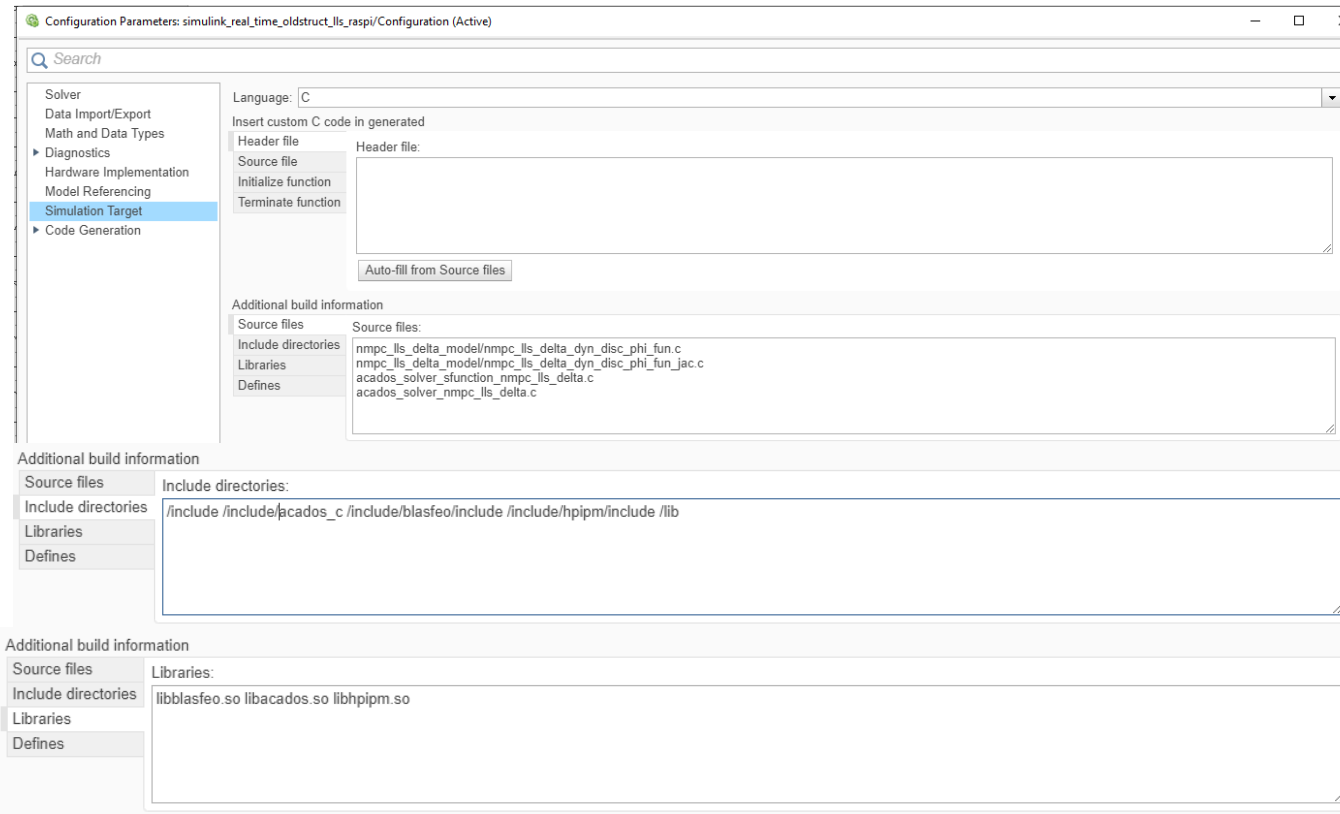 Configuration Parameters: simulink_real_time_oldstruct_lls_raspi/Configuration (Active)
Search
Solver
Data Import/Export
Math and Data Types
Diagnostics
Hardware Implementation
Model Referencing
Simulation Target
Code Generation
Language: C
Insert custom C code in generated
Header file
Source file
Initialize function
Terminate function
Header file:
Auto-fill from Source files
Additional build information
Source files
Include directories
Libraries
Defines
Source files:
nmpc_lls_delta_model/nmpc_lls_delta_dyn_disc_phi_fun.c
nmpc_lls_delta_model/nmpc_lls_delta_dyn_disc_phi_fun_jac.c
acados_solver_sfunction_nmpc_lls_delta.c
acados_solver_nmpc_lls_delta.c
Additional build information
Source files
Include directories
Libraries
Defines
Include directories:
/include /include/acados_c /include/blasfeo/include /include/hpipm/include /lib
Additional build information
Source files
Include directories
Libraries
Defines
Libraries:
libblasfeo.so libacados.so libhpipm.so